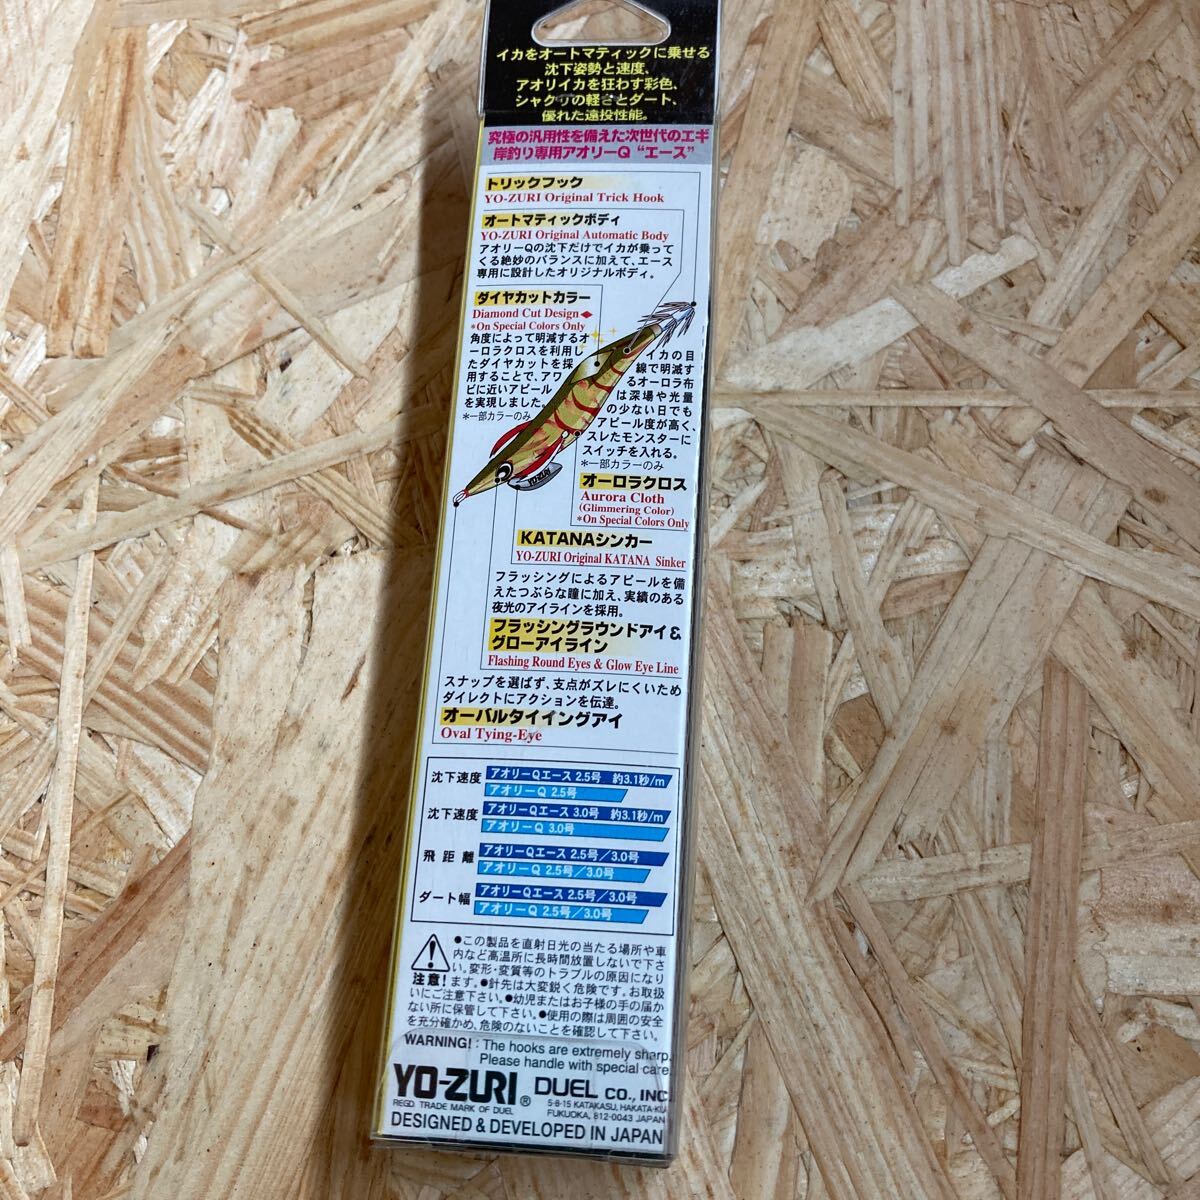 イカをオートマティックに乗せる
沈下姿勢と速度、
アオリイカを狂わす彩色、
シャクリの軽さとダート、
優れた遠投性能。
究極の汎用性を備えた次世代のエギ
岸釣り専用アオリーQ “エース”
トリックフック
YO-ZURI Original Trick Hook
オートマティックボディ
YO-ZURI Original Automatic Body
アオリーQの沈下だけでイカが乗って
くる絶妙のバランスに加えて、エース
専用に設計したオリジナルボディ。
ダイヤカットカラー
Diamond Cut Design
*On Special Colors Only
角度によって明滅するオ
ーロラクロスを利用し
たダイヤカットを採
用することで、アワ
ビに近いアピール
を実現しました。
*一部カラーのみ
イカの目
線で明滅す
るオーロラ布
は深場や光量
の少ない日でも
アピール度が高く、
スレたモンスターに
スイッチを入れる。
*一部カラーのみ
YO-ZURI
オーロラクロス
Aurora Cloth
(Glimmering Color)
*On Special Colors Only
KATANAシンカー
YO-ZURI Original KATANA Sinker
フラッシングによるアピールを備
えたつぶらな瞳に加え、実績のある
夜光のアイラインを採用。
フラッシングラウンドアイ&
グローアイライン
Flashing Round Eyes & Glow Eye Line
スナップを選ばず、支点がズレにくいため
ダイレクトにアクションを伝達。
オーバルタイイングアイ
Oval Tying-Eye
沈下速度 アオリーQエース 2.5号 約3.1秒/m
アオリーQ 2.5号
沈下速度 アオリーQエース 3.0号 約3.1秒/m
アオリーQ 3.0号
飛距離 アオリーQエース 2.5号/3.0号
アオリーQ 2.5号/3.0号
ダート幅 アオリーQエース 2.5号/3.0号
アオリーQ 2.5号/3.0号
注意!
●この製品を直射日光の当たる場所や車
内など高温所に長時間放置しないで下さ
い。変形・変質等のトラブルの原因になり
ます。●針先は大変鋭く危険です。お取扱
いにご注意下さい。●幼児またはお子様の手の届か
ない所に保管して下さい。●使用の際は周囲の安全
を充分確かめ、危険のないことを確認して下さい。
WARNING! : The hooks are extremely sharp.
Please handle with special care.
YO-ZURI® DUEL CO., INC.
REGD. TRADE MARK OF DUEL
5-8-15 KATAKASU, HAKATA-KU
FUKUOKA, 812-0043 JAPAN
DESIGNED & DEVELOPED IN JAPAN